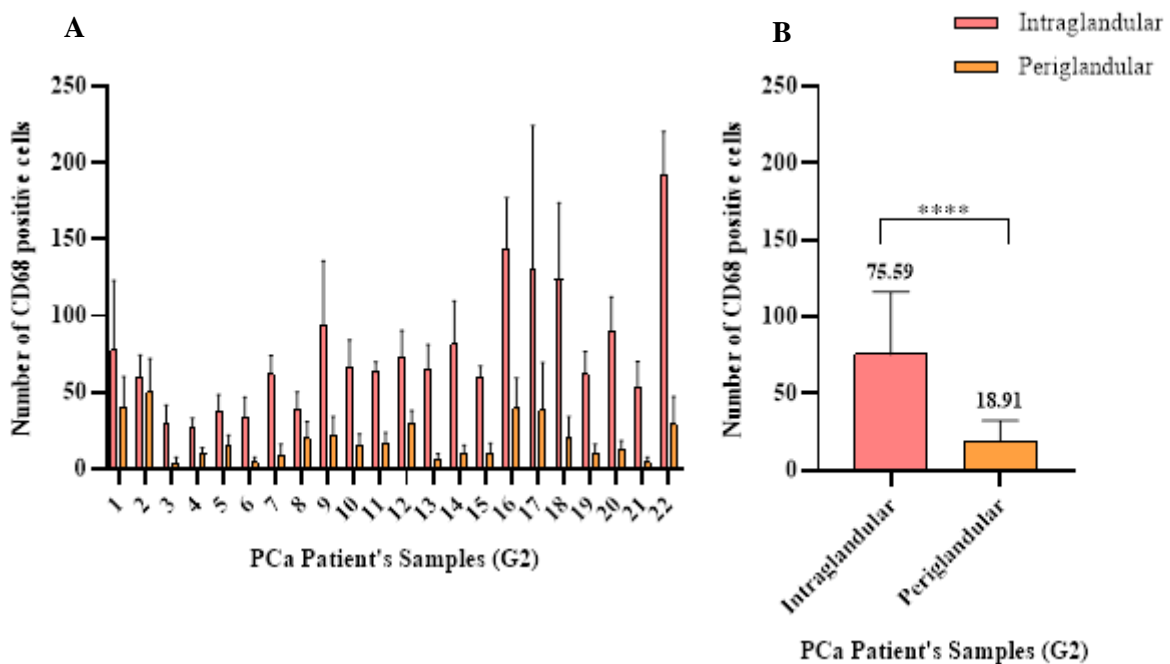 A
Number of CD68 positive cells
250
200
150
100
50
0
1 2 3 4 5 6 7 8 9 10 11 12 13 14 15 16 17 18 19 20 21 22
PCa Patient's Samples (G2)
B
Intraglandular
Periglandular
Number of CD68 positive cells
250
200
150
100
50
0
****
75.59
18.91
Intraglandular
Periglandular
PCa Patient's Samples (G2)